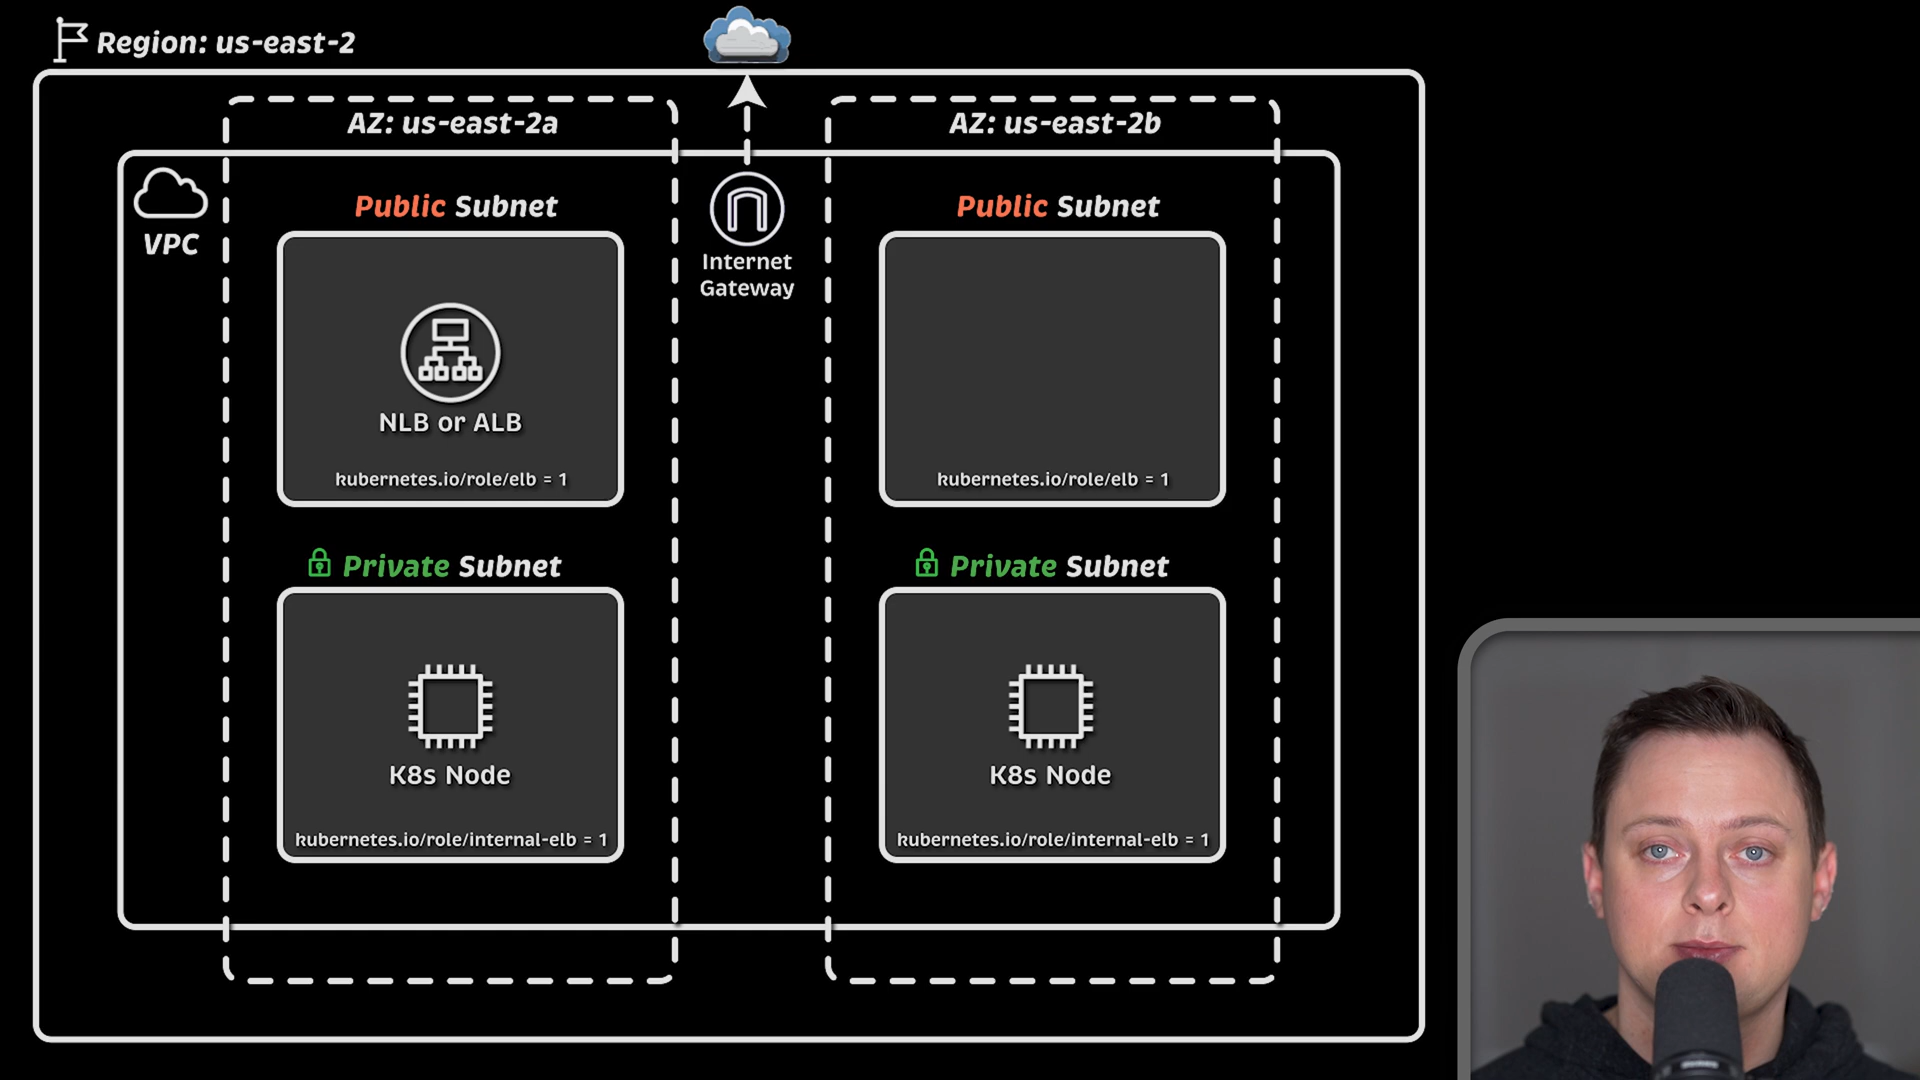 Region: us-east-2
AZ: us-east-2a
AZ: us-east-2b
VPC
Public Subnet
Internet
Gateway
Public Subnet
NLB or ALB
kubernetes.io/role/elb = 1
kubernetes.io/role/elb = 1
Private Subnet
Private Subnet
K8s Node
K8s Node
kubernetes.io/role/internal-elb = 1
kubernetes.io/role/internal-elb = 1